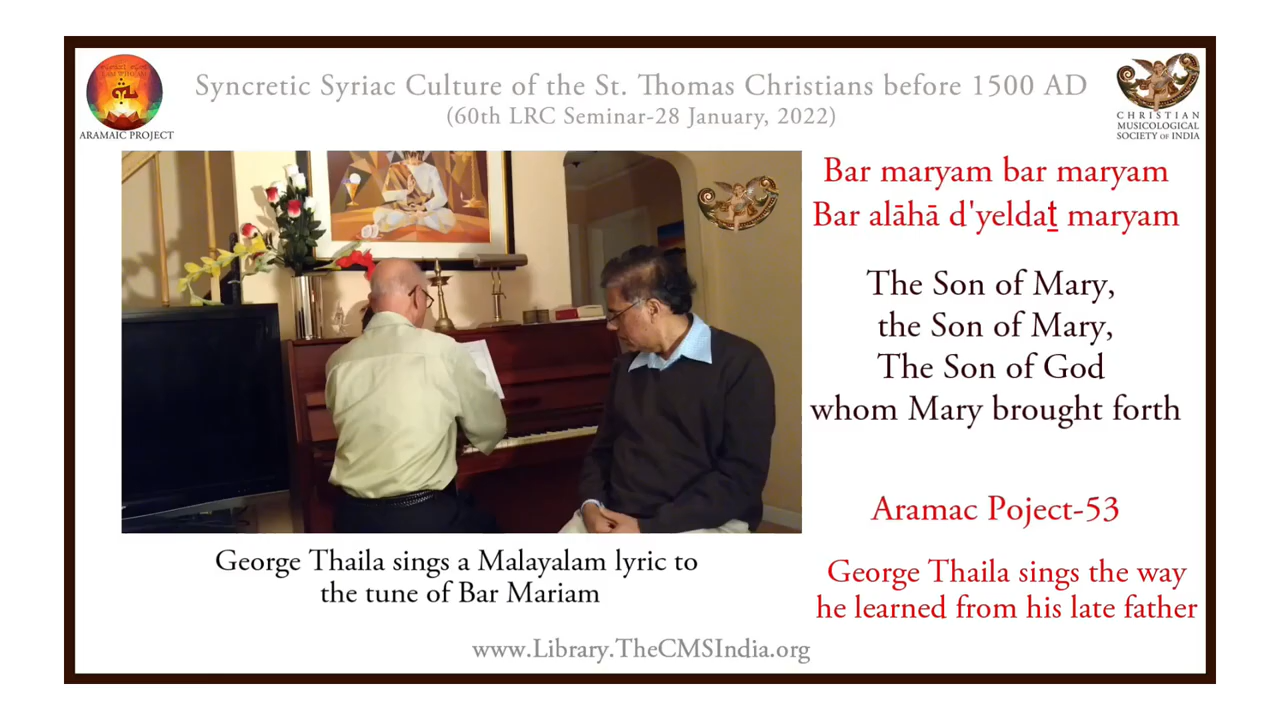 Syncretic Syriac Culture of the St. Thomas Christians before 1500 AD
(60th LRC Seminar-28 January, 2022)
ARAMAIC PROJECT
CHRISTIAN
MUSICOLOGICAL
SOCIETY OF INDIA
Bar maryam bar maryam
Bar alāhā d'yeldaṯ maryam
The Son of Mary,
the Son of Mary,
The Son of God
whom Mary brought forth
Aramac Poject-53
George Thaila sings the way
he learned from his late father
George Thaila sings a Malayalam lyric to
the tune of Bar Mariam
www.Library.TheCMSIndia.org